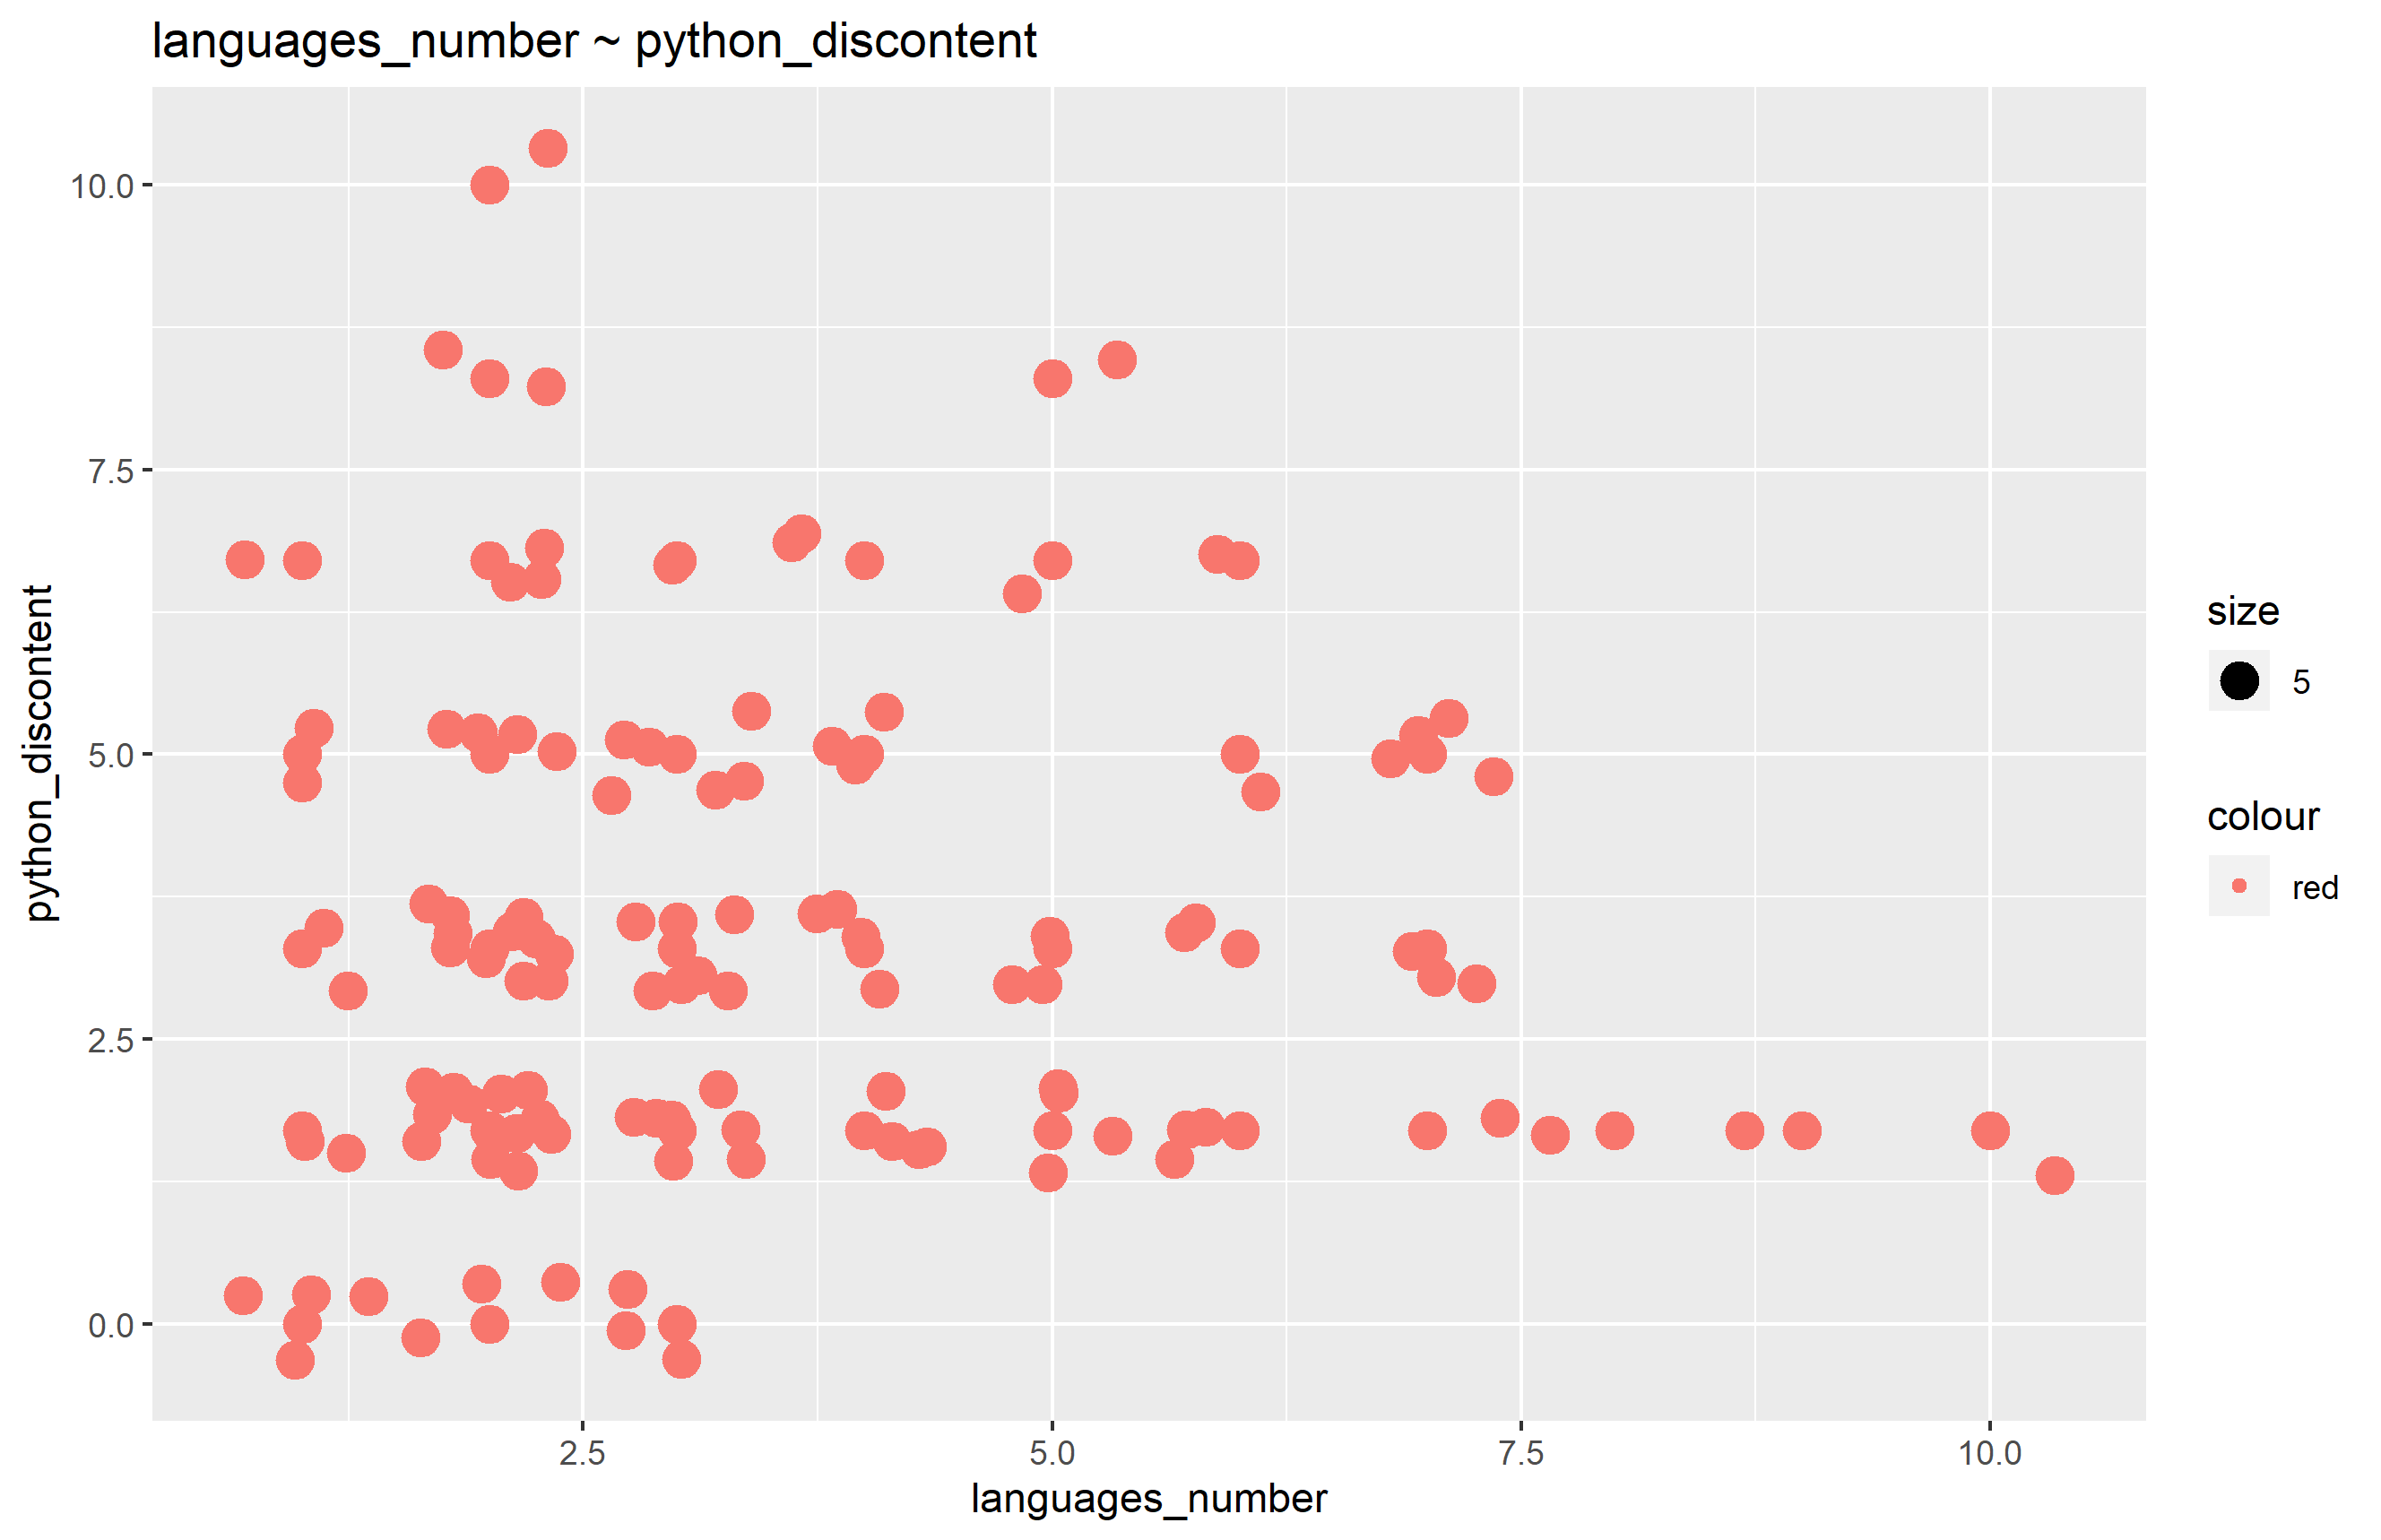 languages_number ~ python_discontent
python_discontent
10.0
7.5
5.0
2.5
0.0
2.5
5.0
7.5
10.0
languages_number
size
5
colour
red